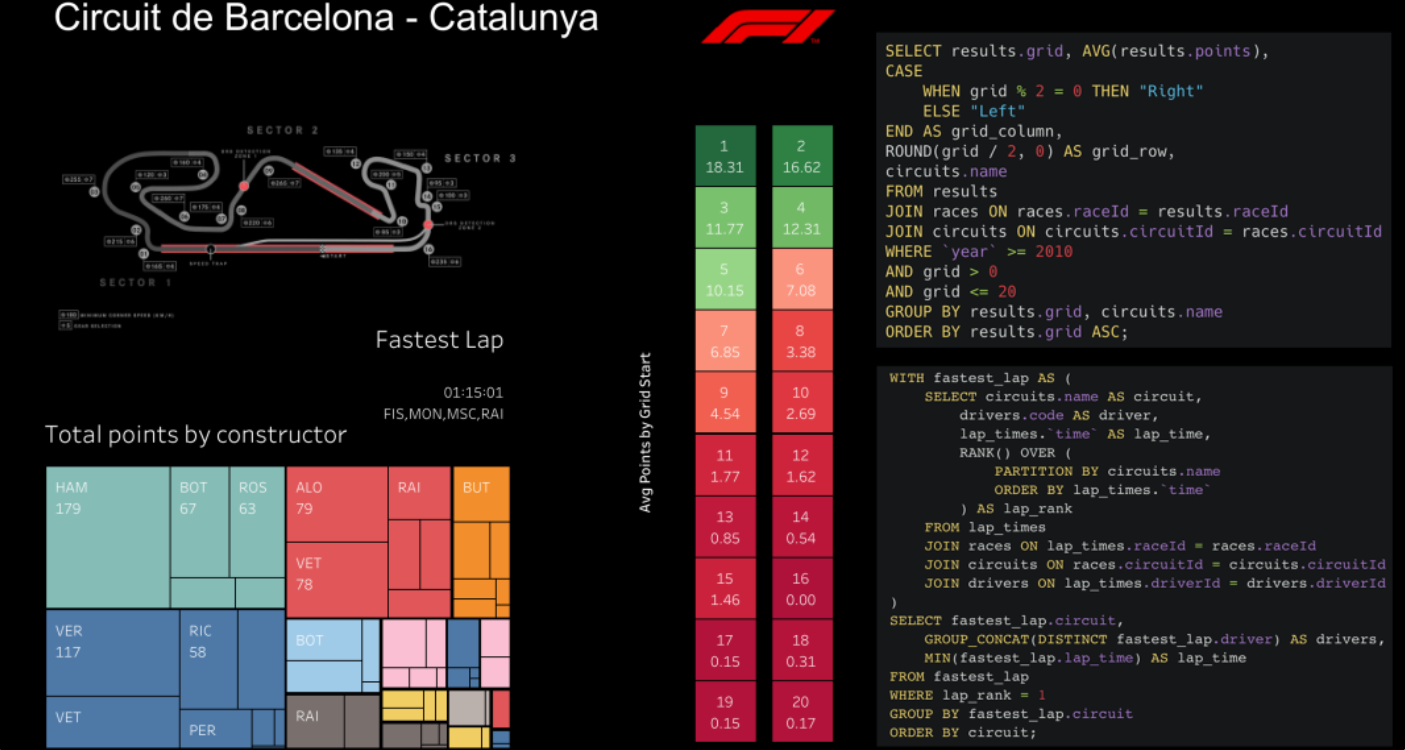 Circuit de Barcelona - Catalunya
SECTOR 2
SECTOR 3
SECTOR 1
SPEED TRAP
MINIMUM CORNER SPEED (KM/H)
GEAR SELECTION
Fastest Lap
01:15:01
FIS,MON,MSC,RAI
Total points by constructor
HAM
179
BOT
67
ROS
63
ALO
79
RAI
BUT
VET
78
VER
117
RIC
58
BOT
VET
PER
RAI
F1
Avg Points by Grid Start
1
18.31
2
16.62
3
11.77
4
12.31
5
10.15
6
7.08
7
6.85
8
3.38
9
4.54
10
2.69
11
1.77
12
1.62
13
0.85
14
0.54
15
1.46
16
0.00
17
0.15
18
0.31
19
0.15
20
0.17
SELECT results.grid, AVG(results.points),
CASE
    WHEN grid % 2 = 0 THEN "Right"
    ELSE "Left"
END AS grid_column,
ROUND(grid / 2, 0) AS grid_row,
circuits.name
FROM results
JOIN races ON races.raceId = results.raceId
JOIN circuits ON circuits.circuitId = races.circuitId
WHERE `year` >= 2010
AND grid > 0
AND grid <= 20
GROUP BY results.grid, circuits.name
ORDER BY results.grid ASC;
WITH fastest_lap AS (
    SELECT circuits.name AS circuit,
        drivers.code AS driver,
        lap_times.`time` AS lap_time,
        RANK() OVER (
            PARTITION BY circuits.name
            ORDER BY lap_times.`time`
        ) AS lap_rank
    FROM lap_times
    JOIN races ON lap_times.raceId = races.raceId
    JOIN circuits ON races.circuitId = circuits.circuitId
    JOIN drivers ON lap_times.driverId = drivers.driverId
)
SELECT fastest_lap.circuit,
    GROUP_CONCAT(DISTINCT fastest_lap.driver) AS drivers,
    MIN(fastest_lap.lap_time) AS lap_time
FROM fastest_lap
WHERE lap_rank = 1
GROUP BY fastest_lap.circuit
ORDER BY circuit;